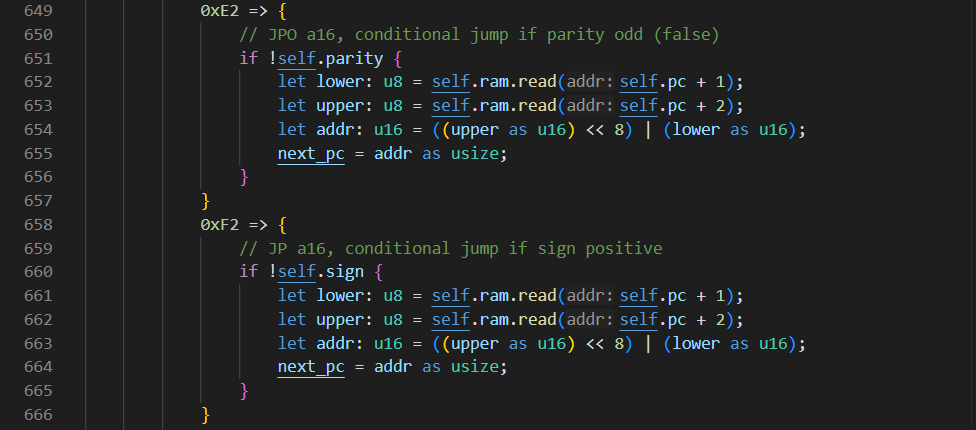 649 0xE2 => {
650 // JPO a16, conditional jump if parity odd (false)
651 if !self.parity {
652 let lower: u8 = self.ram.read(addr: self.pc + 1);
653 let upper: u8 = self.ram.read(addr: self.pc + 2);
654 let addr: u16 = ((upper as u16) << 8) | (lower as u16);
655 next_pc = addr as usize;
656 }
657 }
658 0xF2 => {
659 // JP a16, conditional jump if sign positive
660 if !self.sign {
661 let lower: u8 = self.ram.read(addr: self.pc + 1);
662 let upper: u8 = self.ram.read(addr: self.pc + 2);
663 let addr: u16 = ((upper as u16) << 8) | (lower as u16);
664 next_pc = addr as usize;
665 }
666 }